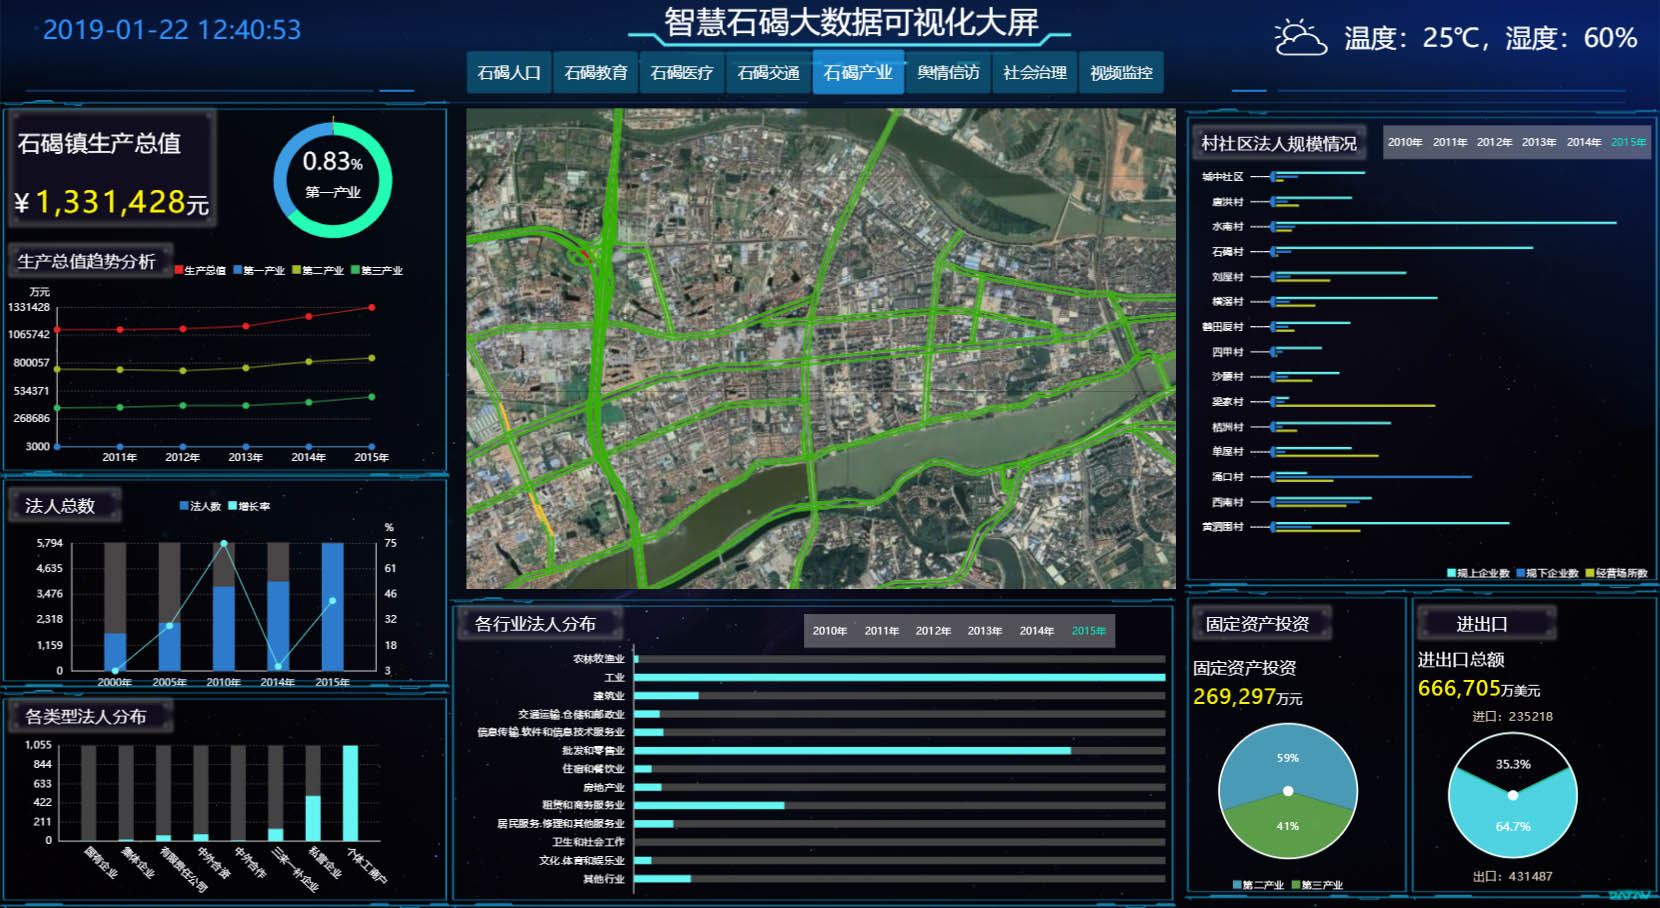 2019-01-22 12:40:53
智慧石碣大数据可视化大屏
温度：25℃，湿度：60%
石碣人口 石碣教育 石碣医疗 石碣交通 石碣产业 舆情信访 社会治理 视频监控
石碣镇生产总值
¥1,331,428元
0.83%
第一产业
生产总值趋势分析
生产总值 第一产业 第二产业 第三产业
万元
1331428
1065742
800057
534371
268686
3000
2011年 2012年 2013年 2014年 2015年
法人总数
法人数 增长率
%
5,794 75
4,635 61
3,476 46
2,318 32
1,159 18
0 3
2000年 2005年 2010年 2014年 2015年
各类型法人分布
1,055
844
633
422
211
0
国有企业 集体企业 有限责任公司 中外合资 中外合作 三来一补企业 私营企业 个体工商户
各行业法人分布
2010年 2011年 2012年 2013年 2014年 2015年
农林牧渔业
工业
建筑业
交通运输.仓储和邮政业
信息传输.软件和信息技术服务业
批发和零售业
住宿和餐饮业
房地产业
租赁和商务服务业
居民服务.修理和其他服务业
卫生和社会工作
文化.体育和娱乐业
其他行业
村社区法人规模情况
2010年 2011年 2012年 2013年 2014年 2015年
城中社区
唐洪村
水南村
石碣村
刘屋村
横滘村
鹤田厦村
四甲村
沙腰村
梁家村
桔洲村
单屋村
涌口村
西南村
黄泗围村
规上企业数 规下企业数 经营场所数
固定资产投资
固定资产投资
269,297万元
59%
41%
第二产业 第三产业
进出口
进出口总额
666,705万美元
进口：235218
35.3%
64.7%
出口：431487
DATAV